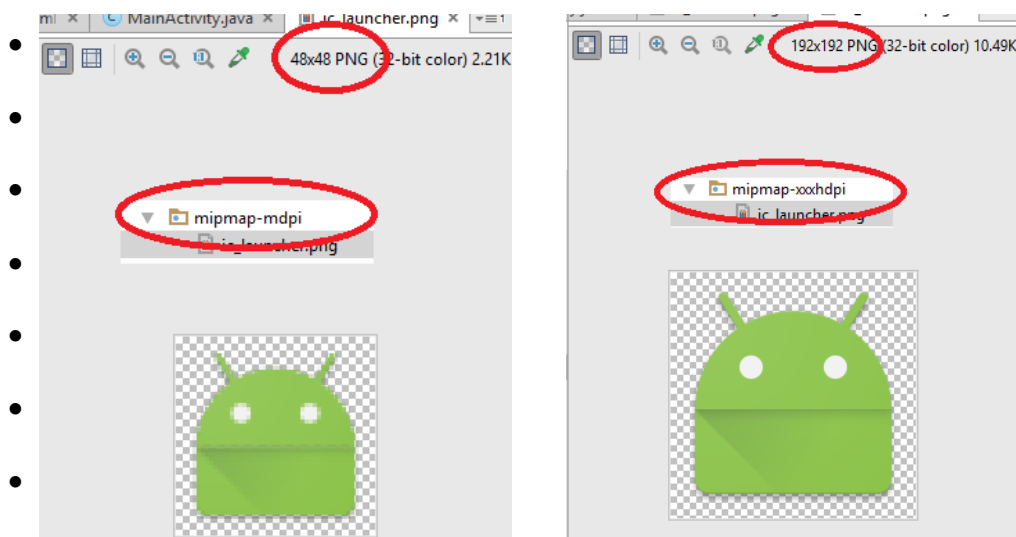 MainActivity.java ic_launcher.png
48x48 PNG (32-bit color) 2.21K
mipmap-mdpi
ic_launcher.png
192x192 PNG (32-bit color) 10.49K
mipmap-xxxhdpi
ic_launcher.png